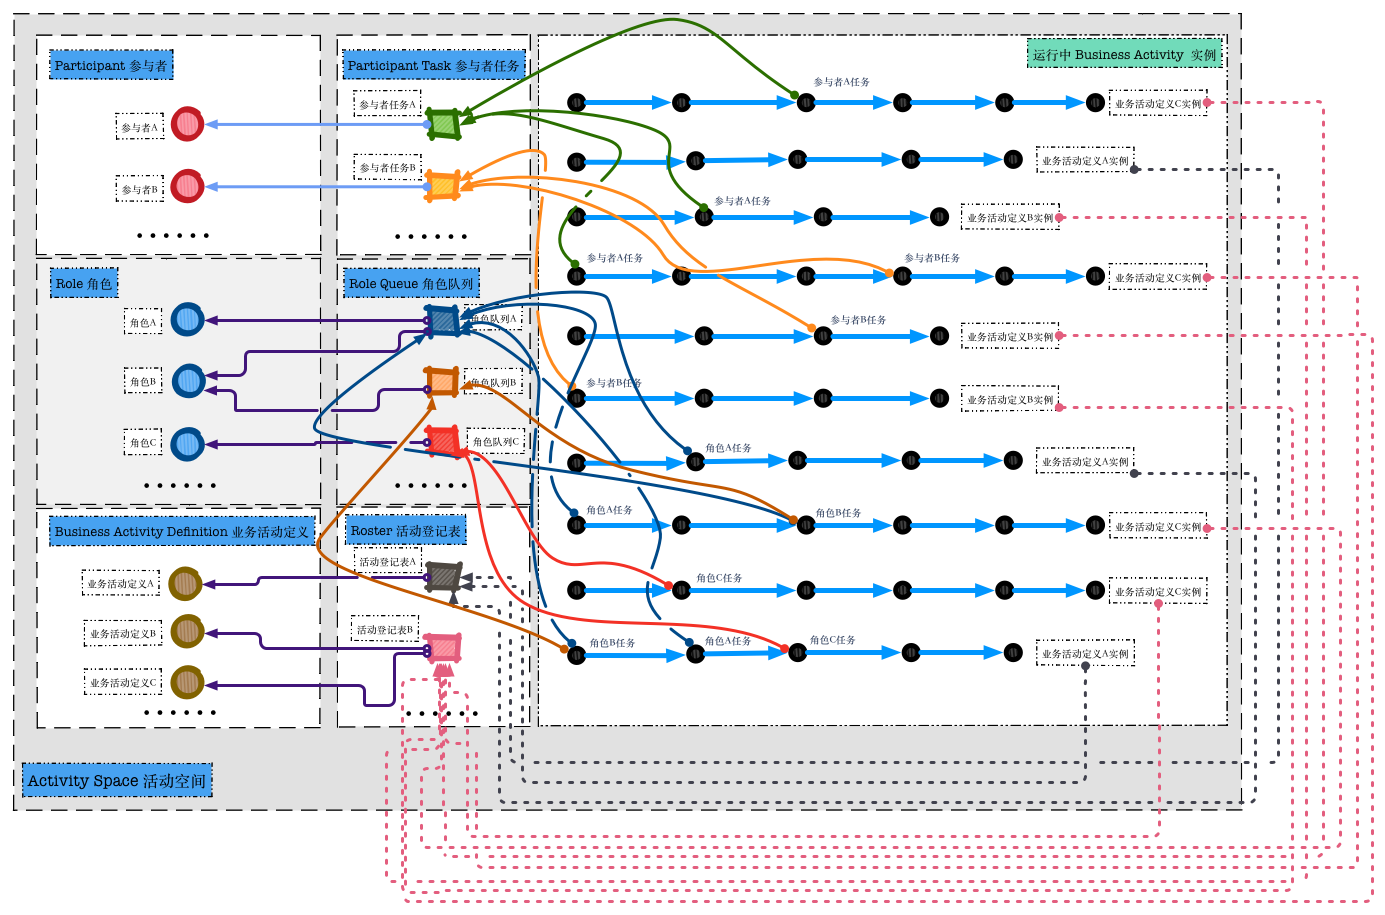 Participant 参与者
参与者A
参与者B
Participant Task 参与者任务
参与者任务A
参与者任务B
Role 角色
角色A
角色B
角色C
Role Queue 角色队列
角色队列A
角色队列B
角色队列C
Business Activity Definition 业务活动定义
业务活动定义A
业务活动定义B
业务活动定义C
Roster 活动登记表
活动登记表A
活动登记表B
Activity Space 活动空间
运行中 Business Activity 实例
参与者A任务
业务活动定义C实例
业务活动定义A实例
参与者A任务
业务活动定义B实例
参与者A任务
参与者B任务
业务活动定义C实例
参与者B任务
业务活动定义B实例
参与者B任务
业务活动定义B实例
角色A任务
业务活动定义A实例
角色A任务
角色B任务
业务活动定义C实例
角色C任务
业务活动定义C实例
角色B任务
角色A任务
角色C任务
业务活动定义A实例